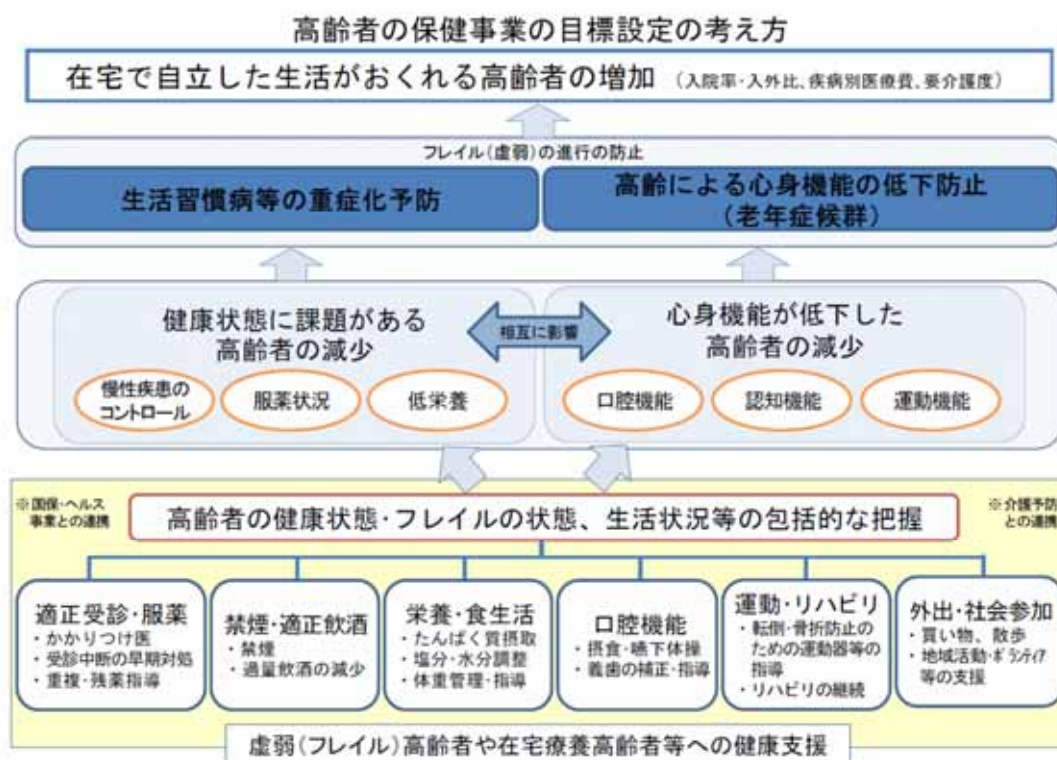 高齢者の保健事業の目標設定の考え方
在宅で自立した生活がおくれる高齢者の増加 (入院率・入外比、疾病別医療費、要介護度)
フレイル(虚弱)の進行の防止
生活習慣病等の重症化予防
高齢による心身機能の低下防止
(老年症候群)
健康状態に課題がある
高齢者の減少
相互に影響
心身機能が低下した
高齢者の減少
慢性疾患の
コントロール
服薬状況
低栄養
口腔機能
認知機能
運動機能
※国保・ヘルス
事業との連携
高齢者の健康状態・フレイルの状態、生活状況等の包括的な把握
※介護予防
との連携
適正受診・服薬
・かかりつけ医
・受診中断の早期対処
・重複・残薬指導
禁煙・適正飲酒
・禁煙
・過量飲酒の減少
栄養・食生活
・たんぱく質摂取
・塩分・水分調整
・体重管理・指導
口腔機能
・摂食・嚥下体操
・義歯の補正・指導
運動・リハビリ
・転倒・骨折防止の
ための運動器等の
指導
・リハビリの継続
外出・社会参加
・買い物、散歩
・地域活動・ボランティア
等の支援
虚弱(フレイル)高齢者や在宅療養高齢者等への健康支援